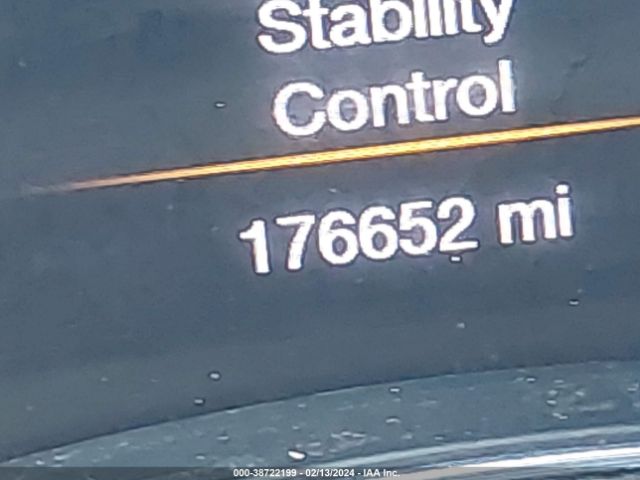 Stability
Control
176652 mi
000-38722199 - 02/13/2024 - IAA Inc.